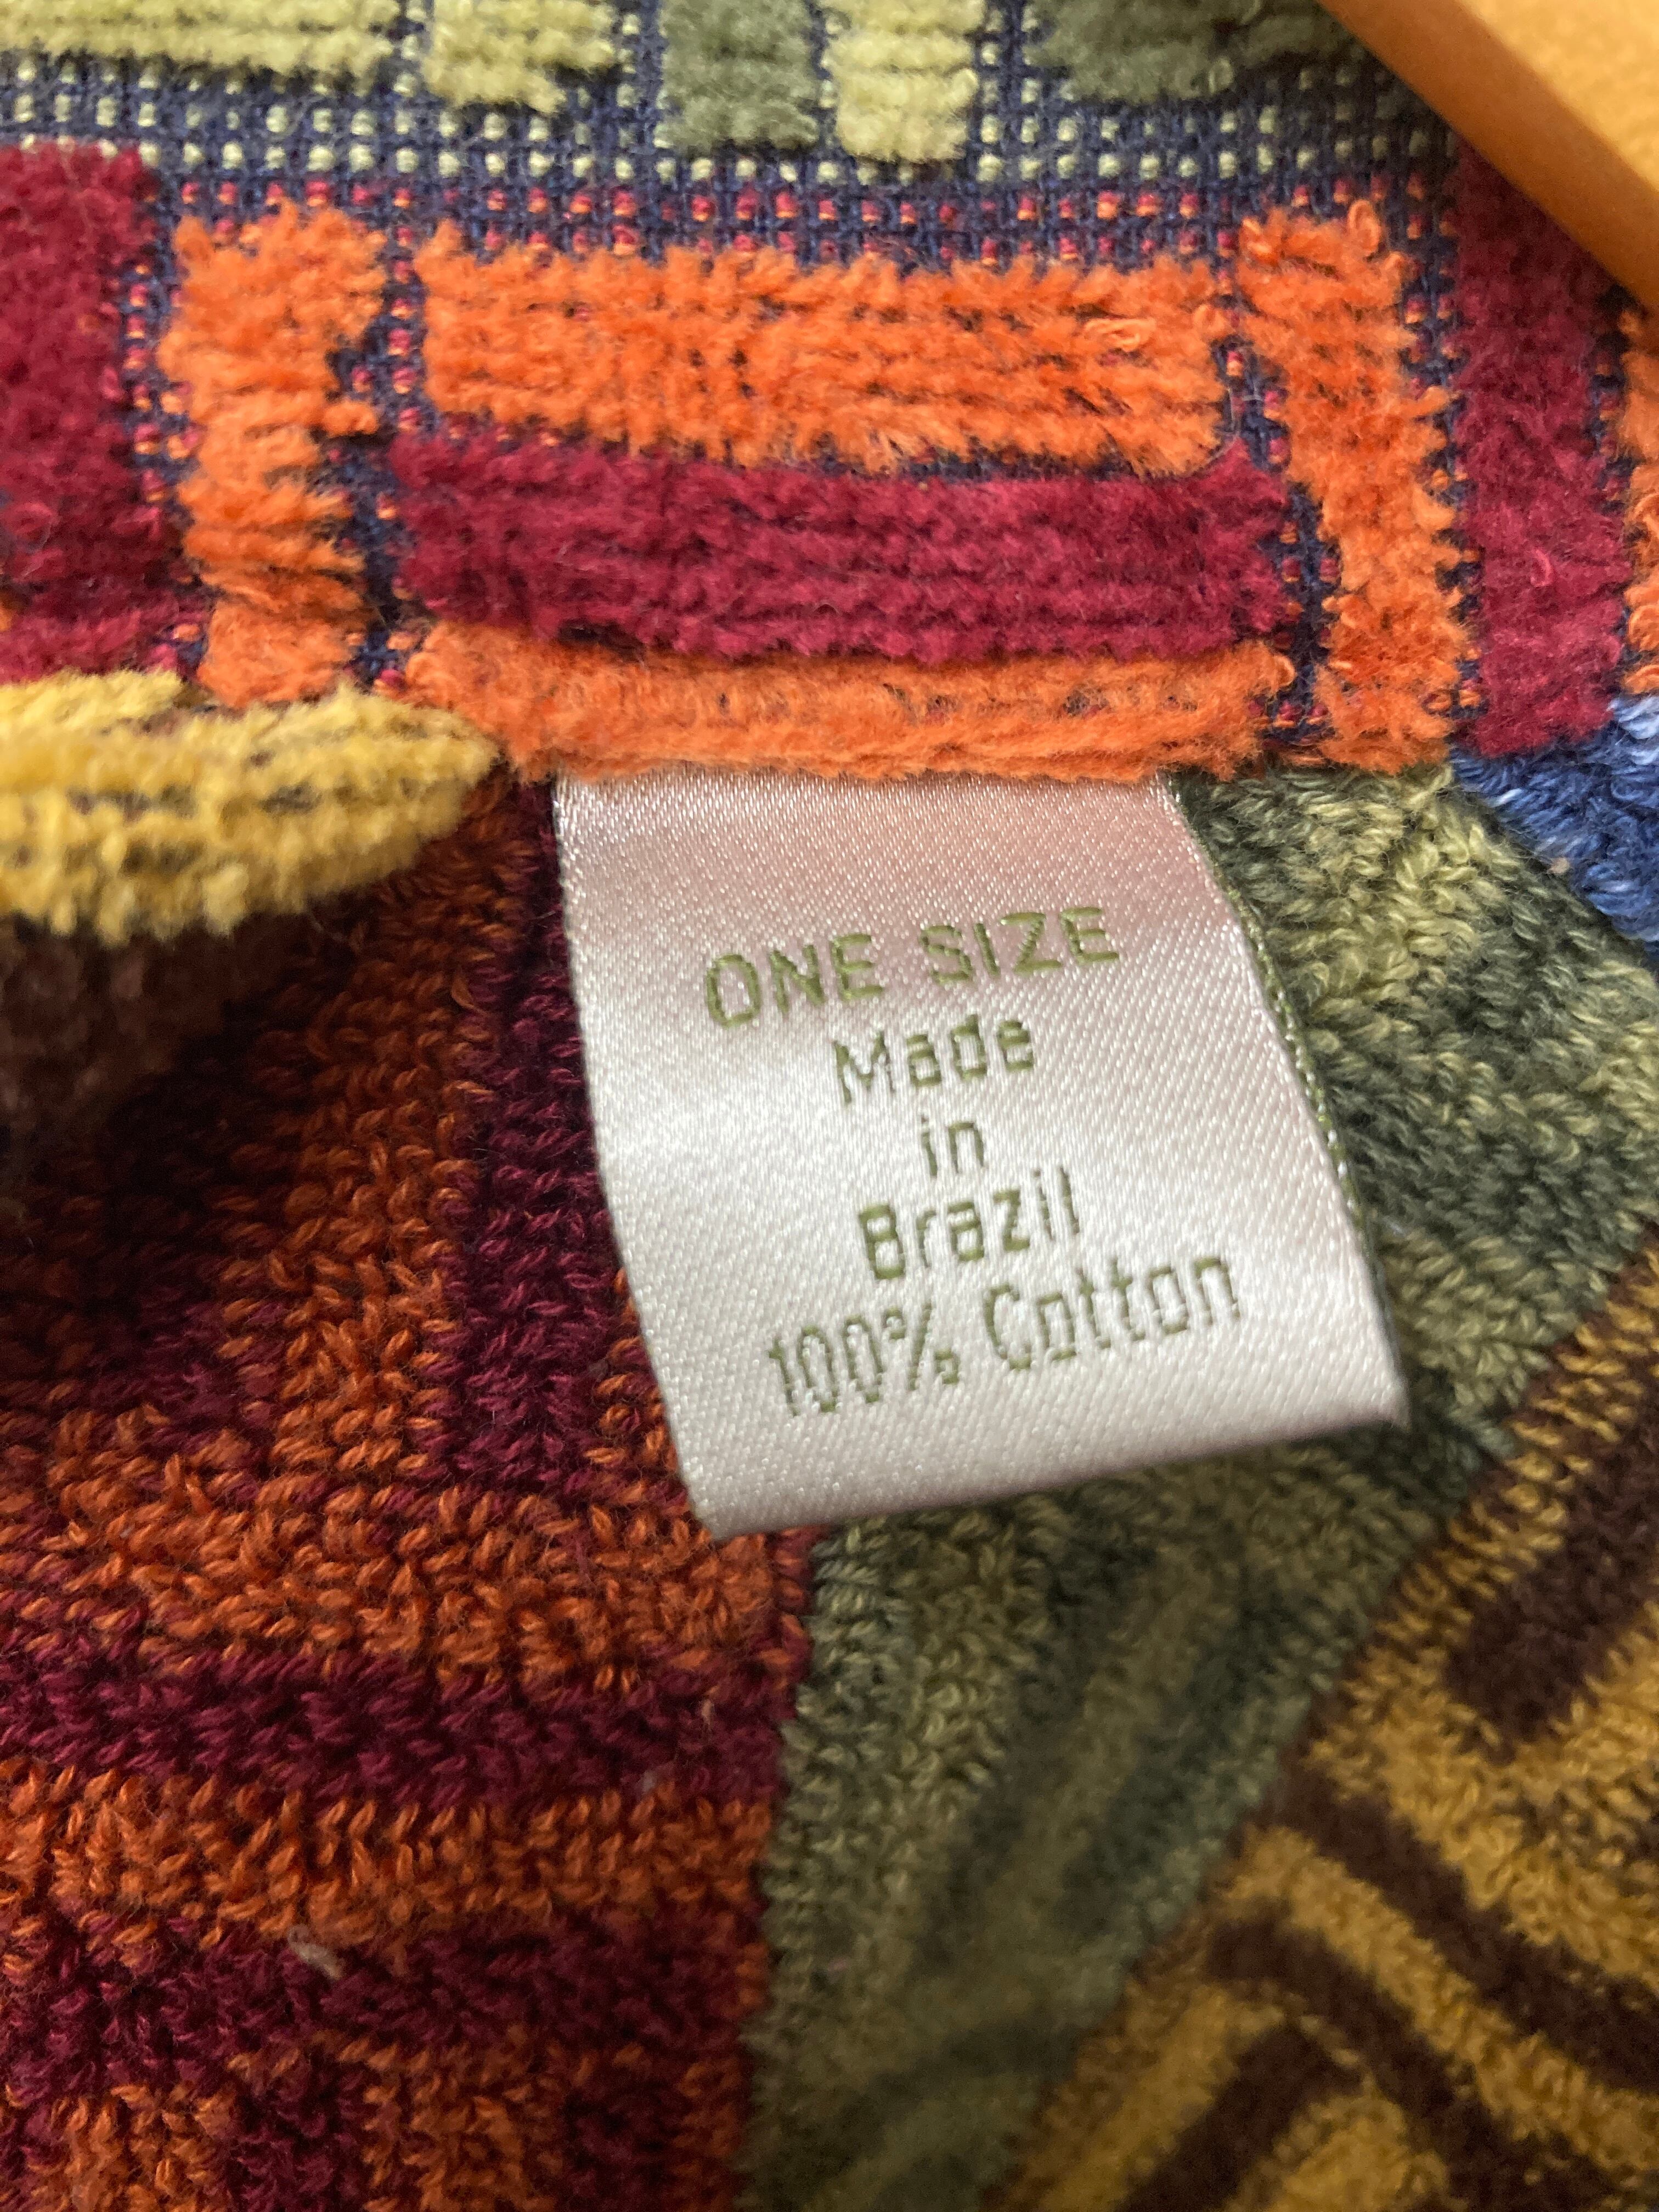 ONE SIZE
Made
in
Brazil
100% Cotton